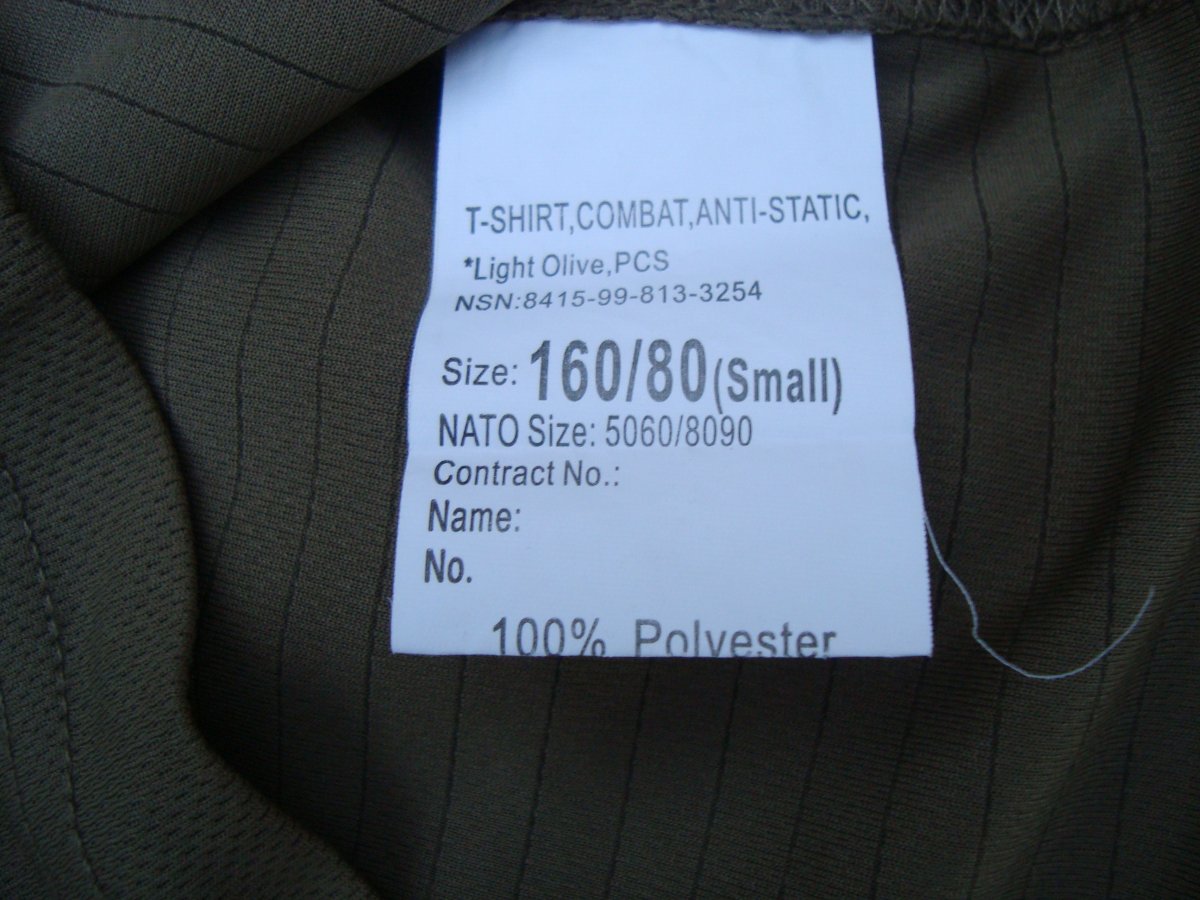 T-SHIRT,COMBAT,ANTI-STATIC,
*Light Olive,PCS
NSN:8415-99-813-3254
Size: 160/80(Small)
NATO Size: 5060/8090
Contract No.:
Name:
No.
100% Polyester